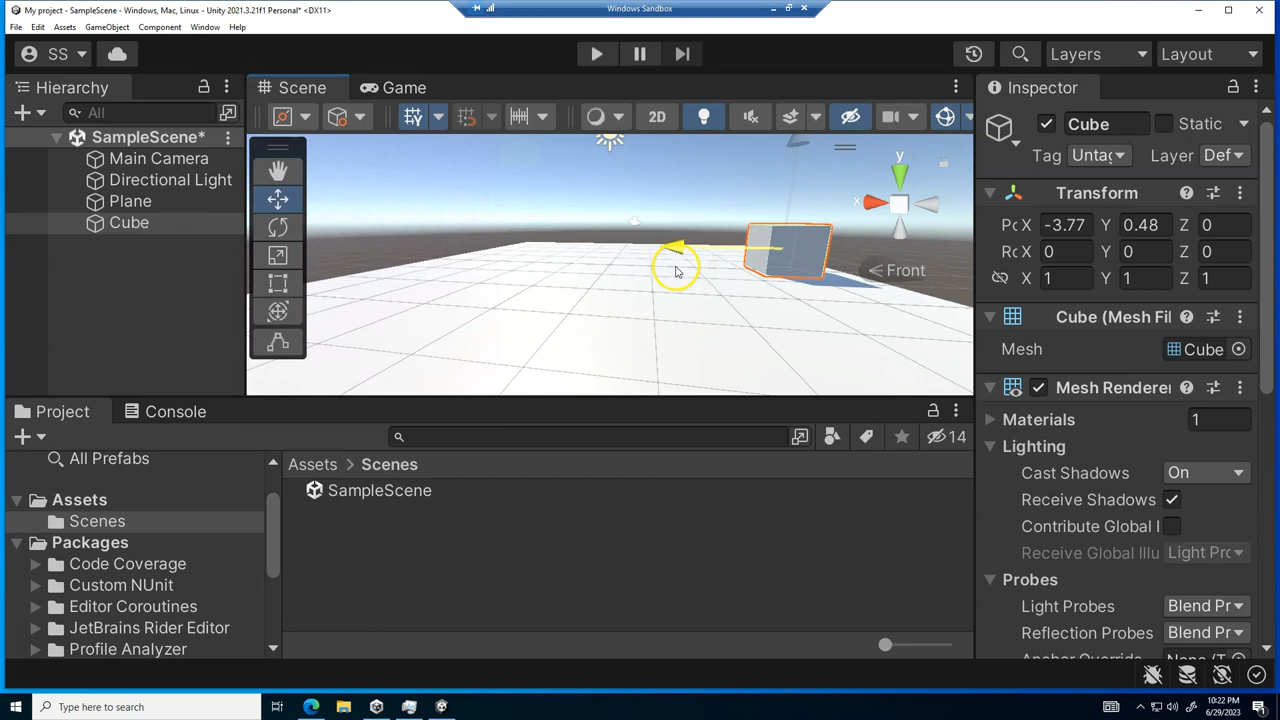 My project - SampleScene - Windows, Mac, Linux - Unity 2021.3.21f1 Personal* <DX11>
Windows Sandbox
File Edit Assets GameObject Component Window Help
SS
Layers
Layout
Hierarchy
All
SampleScene*
Main Camera
Directional Light
Plane
Cube
Scene
Game
2D
y
x
Front
Inspector
Cube
Static
Tag Untag
Layer Def
Transform
Pc X -3.77 Y 0.48 Z 0
Rc X 0 Y 0 Z 0
X 1 Y 1 Z 1
Cube (Mesh Fil
Mesh Cube
Mesh Renderer
Materials 1
Lighting
Cast Shadows On
Receive Shadows
Contribute Global I
Receive Global Illu Light Pro
Probes
Light Probes Blend Pr
Reflection Probes Blend Pr
Anchor Override None (T
Project
Console
14
All Prefabs
Assets
Scenes
Packages
Code Coverage
Custom NUnit
Editor Coroutines
JetBrains Rider Editor
Profile Analyzer
Assets > Scenes
SampleScene
Type here to search
10:22 PM
6/29/2023
1